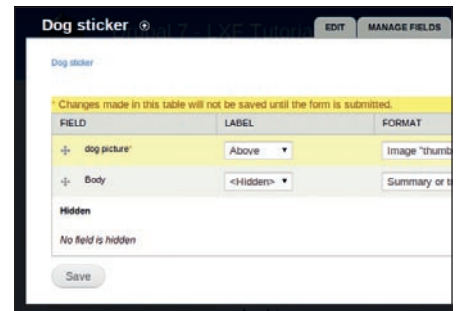 Dog sticker
EDIT
MANAGE FIELDS
Dog sticker
* Changes made in this table will not be saved until the form is submitted.
FIELD LABEL FORMAT
dog picture* Above Image "thumb
Body <Hidden> Summary or t
Hidden
No field is hidden
Save